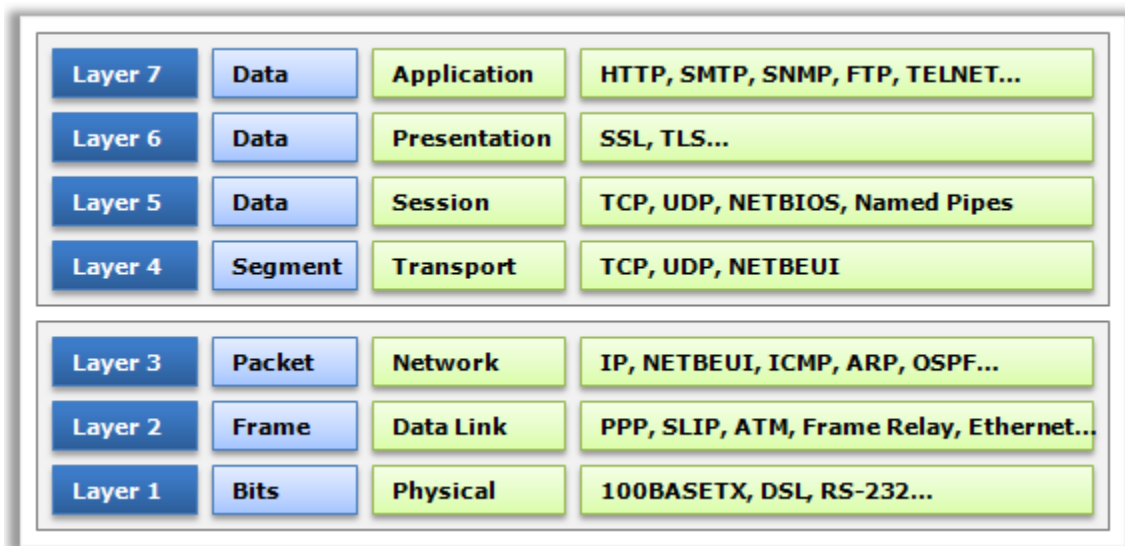 Layer 7 Data Application HTTP, SMTP, SNMP, FTP, TELNET...
Layer 6 Data Presentation SSL, TLS...
Layer 5 Data Session TCP, UDP, NETBIOS, Named Pipes
Layer 4 Segment Transport TCP, UDP, NETBEUI
Layer 3 Packet Network IP, NETBEUI, ICMP, ARP, OSPF...
Layer 2 Frame Data Link PPP, SLIP, ATM, Frame Relay, Ethernet...
Layer 1 Bits Physical 100BASETX, DSL, RS-232...